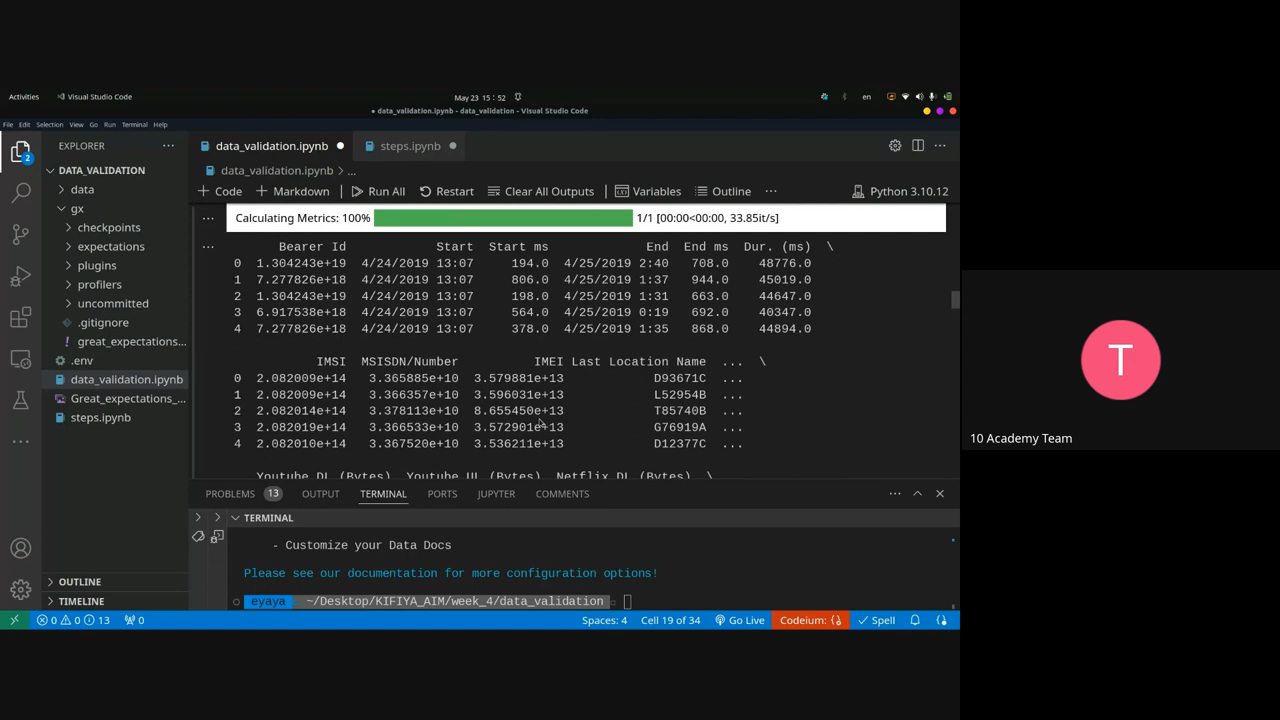 Activities Visual Studio Code May 23 15:52 en
data_validation.ipynb - data_validation - Visual Studio Code
File Edit Selection View Go Run Terminal Help
EXPLORER
DATA_VALIDATION
data
gx
checkpoints
expectations
plugins
profilers
uncommitted
.gitignore
great_expectations...
.env
data_validation.ipynb
Great_expectations_...
steps.ipynb
OUTLINE
TIMELINE
data_validation.ipynb steps.ipynb
data_validation.ipynb > ...
Code Markdown Run All Restart Clear All Outputs Variables Outline ... Python 3.10.12
Calculating Metrics: 100% 1/1 [00:00<00:00, 33.85it/s]
Bearer Id Start Start ms End End ms Dur. (ms) \
0 1.304243e+19 4/24/2019 13:07 194.0 4/25/2019 2:40 708.0 48776.0
1 7.277826e+18 4/24/2019 13:07 806.0 4/25/2019 1:37 944.0 45019.0
2 1.304243e+19 4/24/2019 13:07 198.0 4/25/2019 1:31 663.0 44647.0
3 6.917538e+18 4/24/2019 13:07 564.0 4/25/2019 0:19 692.0 40347.0
4 7.277826e+18 4/24/2019 13:07 378.0 4/25/2019 1:35 868.0 44894.0
IMSI MSISDN/Number IMEI Last Location Name ... \
0 2.082009e+14 3.365885e+10 3.579881e+13 D93671C ...
1 2.082009e+14 3.366357e+10 3.596031e+13 L52954B ...
2 2.082014e+14 3.378113e+10 8.655450e+13 T85740B ...
3 2.082019e+14 3.366533e+10 3.572901e+13 G76919A ...
4 2.082010e+14 3.367520e+10 3.536211e+13 D12377C ...
Youtube DL (Bytes) Youtube UL (Bytes) Netflix DL (Bytes) \
PROBLEMS 13 OUTPUT TERMINAL PORTS JUPYTER COMMENTS
TERMINAL
- Customize your Data Docs
Please see our documentation for more configuration options!
eyaya ~/Desktop/KIFIYA_AIM/week_4/data_validation
0 0 13 0 Spaces: 4 Cell 19 of 34 Go Live Codeium: {} Spell
2
T
10 Academy Team